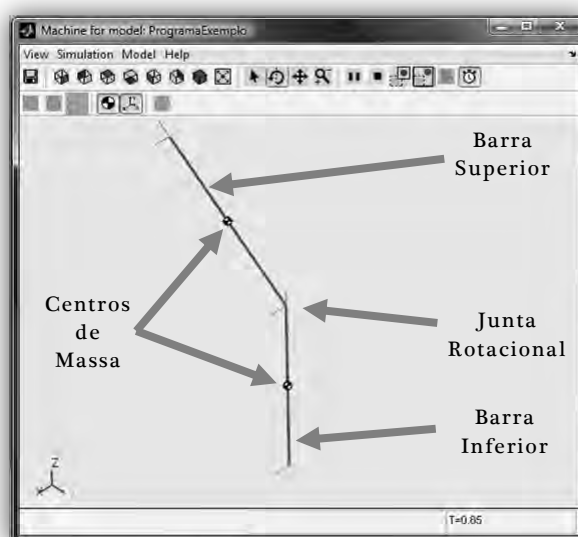 Machine for model: ProgramaExemplo
View Simulation Model Help
Barra
Superior
Centros
de
Massa
Junta
Rotacional
Barra
Inferior
Z
T=0.85